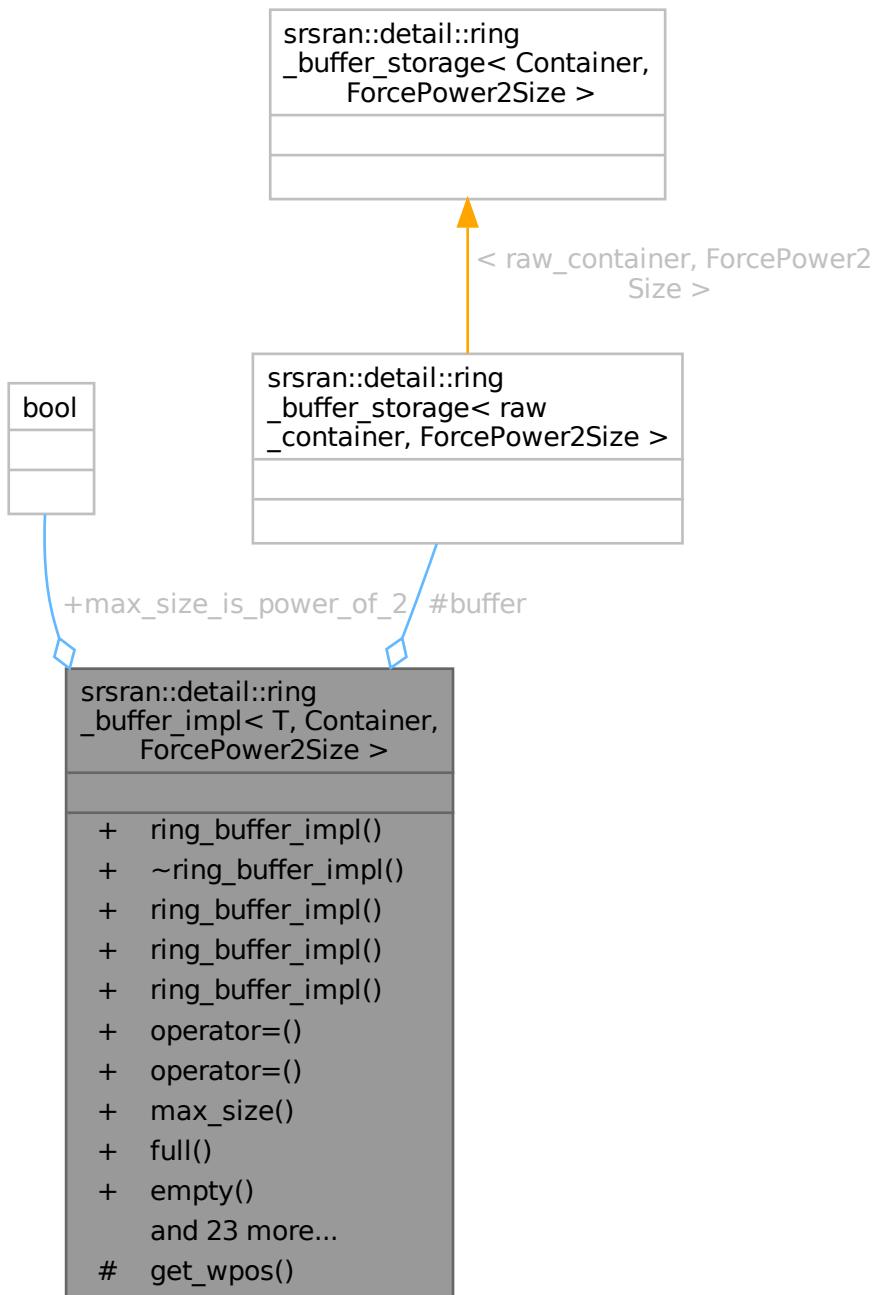 srsran::detail::ring
_buffer_storage< Container,
ForcePower2Size >
< raw_container, ForcePower2
Size >
srsran::detail::ring
_buffer_storage< raw
_container, ForcePower2Size >
bool
+max_size_is_power_of_2
#buffer
srsran::detail::ring
_buffer_impl< T, Container,
ForcePower2Size >
+ ring_buffer_impl()
+ ~ring_buffer_impl()
+ ring_buffer_impl()
+ ring_buffer_impl()
+ ring_buffer_impl()
+ operator=()
+ operator=()
+ max_size()
+ full()
+ empty()
and 23 more...
# get_wpos()